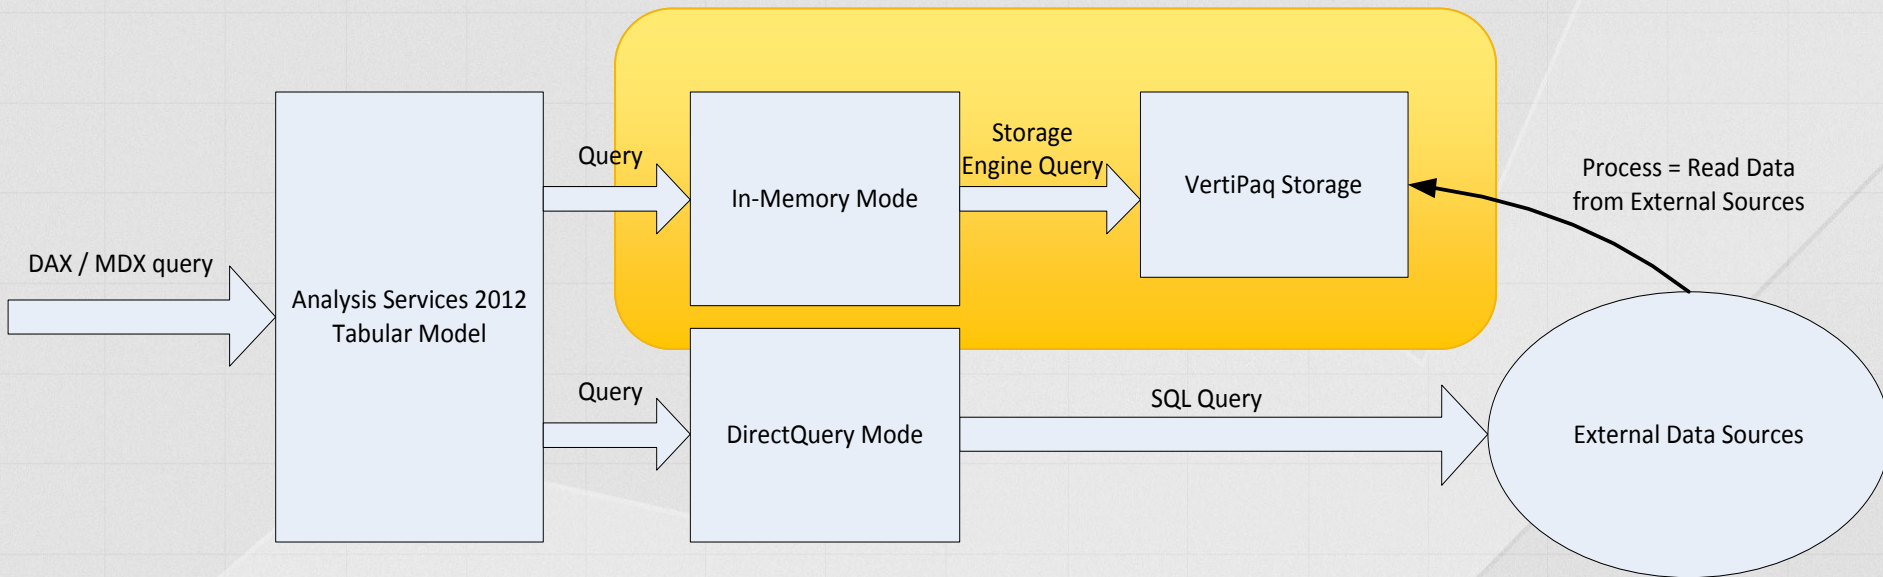 DAX / MDX query
Analysis Services 2012
Tabular Model
Query
In-Memory Mode
Storage
Engine Query
VertiPaq Storage
Process = Read Data
from External Sources
Query
DirectQuery Mode
SQL Query
External Data Sources